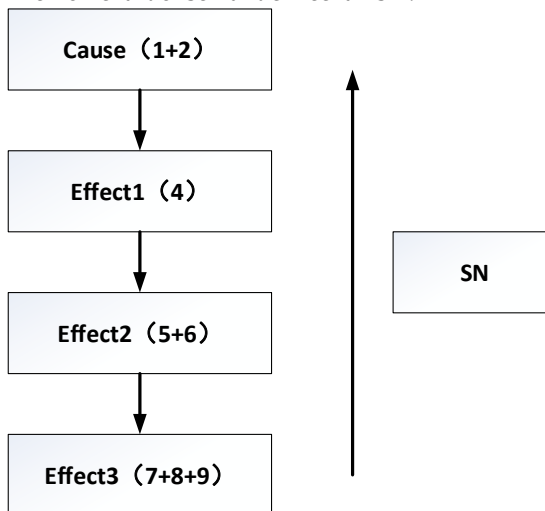 Cause（1+2）
Effect1（4）
SN
Effect2（5+6）
Effect3（7+8+9）